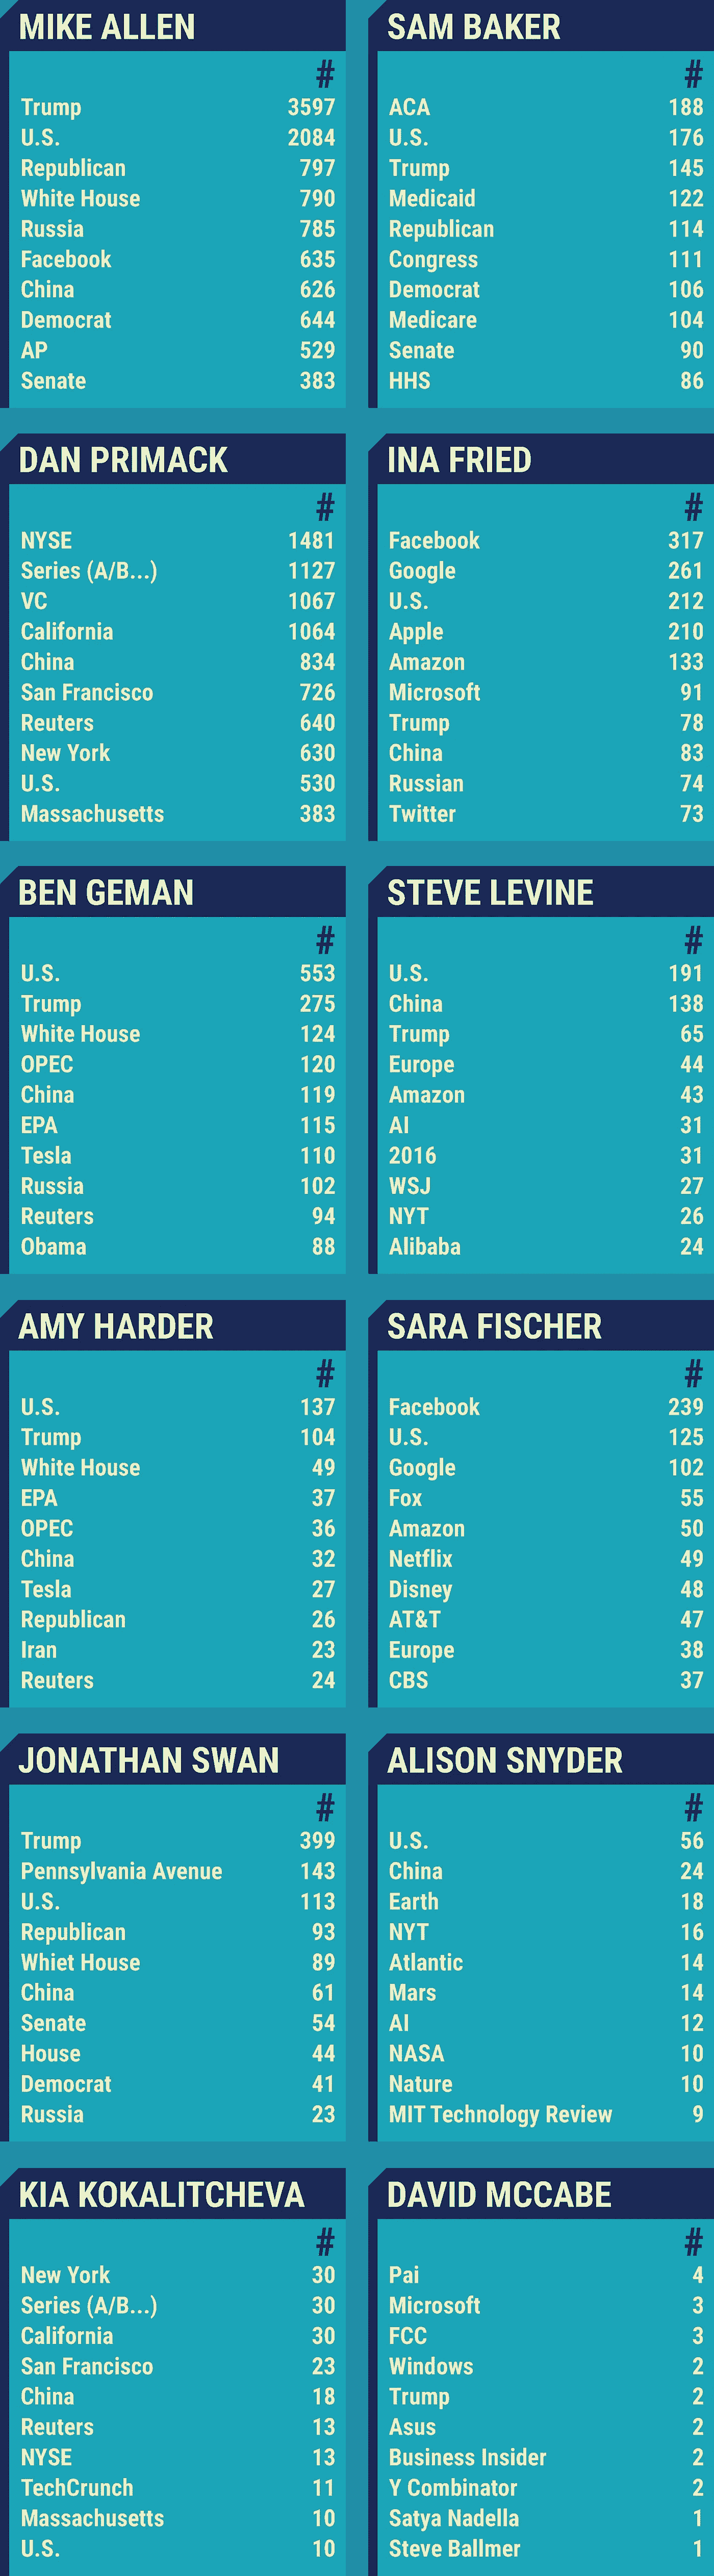 MIKE ALLEN
#
Trump 3597
U.S. 2084
Republican 797
White House 790
Russia 785
Facebook 635
China 626
Democrat 644
AP 529
Senate 383
SAM BAKER
#
ACA 188
U.S. 176
Trump 145
Medicaid 122
Republican 114
Congress 111
Democrat 106
Medicare 104
Senate 90
HHS 86
DAN PRIMACK
#
NYSE 1481
Series (A/B...) 1127
VC 1067
California 1064
China 834
San Francisco 726
Reuters 640
New York 630
U.S. 530
Massachusetts 383
INA FRIED
#
Facebook 317
Google 261
U.S. 212
Apple 210
Amazon 133
Microsoft 91
Trump 78
China 83
Russian 74
Twitter 73
BEN GEMAN
#
U.S. 553
Trump 275
White House 124
OPEC 120
China 119
EPA 115
Tesla 110
Russia 102
Reuters 94
Obama 88
STEVE LEVINE
#
U.S. 191
China 138
Trump 65
Europe 44
Amazon 43
AI 31
2016 31
WSJ 27
NYT 26
Alibaba 24
AMY HARDER
#
U.S. 137
Trump 104
White House 49
EPA 37
OPEC 36
China 32
Tesla 27
Republican 26
Iran 23
Reuters 24
SARA FISCHER
#
Facebook 239
U.S. 125
Google 102
Fox 55
Amazon 50
Netflix 49
Disney 48
AT&T 47
Europe 38
CBS 37
JONATHAN SWAN
#
Trump 399
Pennsylvania Avenue 143
U.S. 113
Republican 93
Whiet House 89
China 61
Senate 54
House 44
Democrat 41
Russia 23
ALISON SNYDER
#
U.S. 56
China 24
Earth 18
NYT 16
Atlantic 14
Mars 14
AI 12
NASA 10
Nature 10
MIT Technology Review 9
KIA KOKALITCHEVA
#
New York 30
Series (A/B...) 30
California 30
San Francisco 23
China 18
Reuters 13
NYSE 13
TechCrunch 11
Massachusetts 10
U.S. 10
DAVID MCCABE
#
Pai 4
Microsoft 3
FCC 3
Windows 2
Trump 2
Asus 2
Business Insider 2
Y Combinator 2
Satya Nadella 1
Steve Ballmer 1